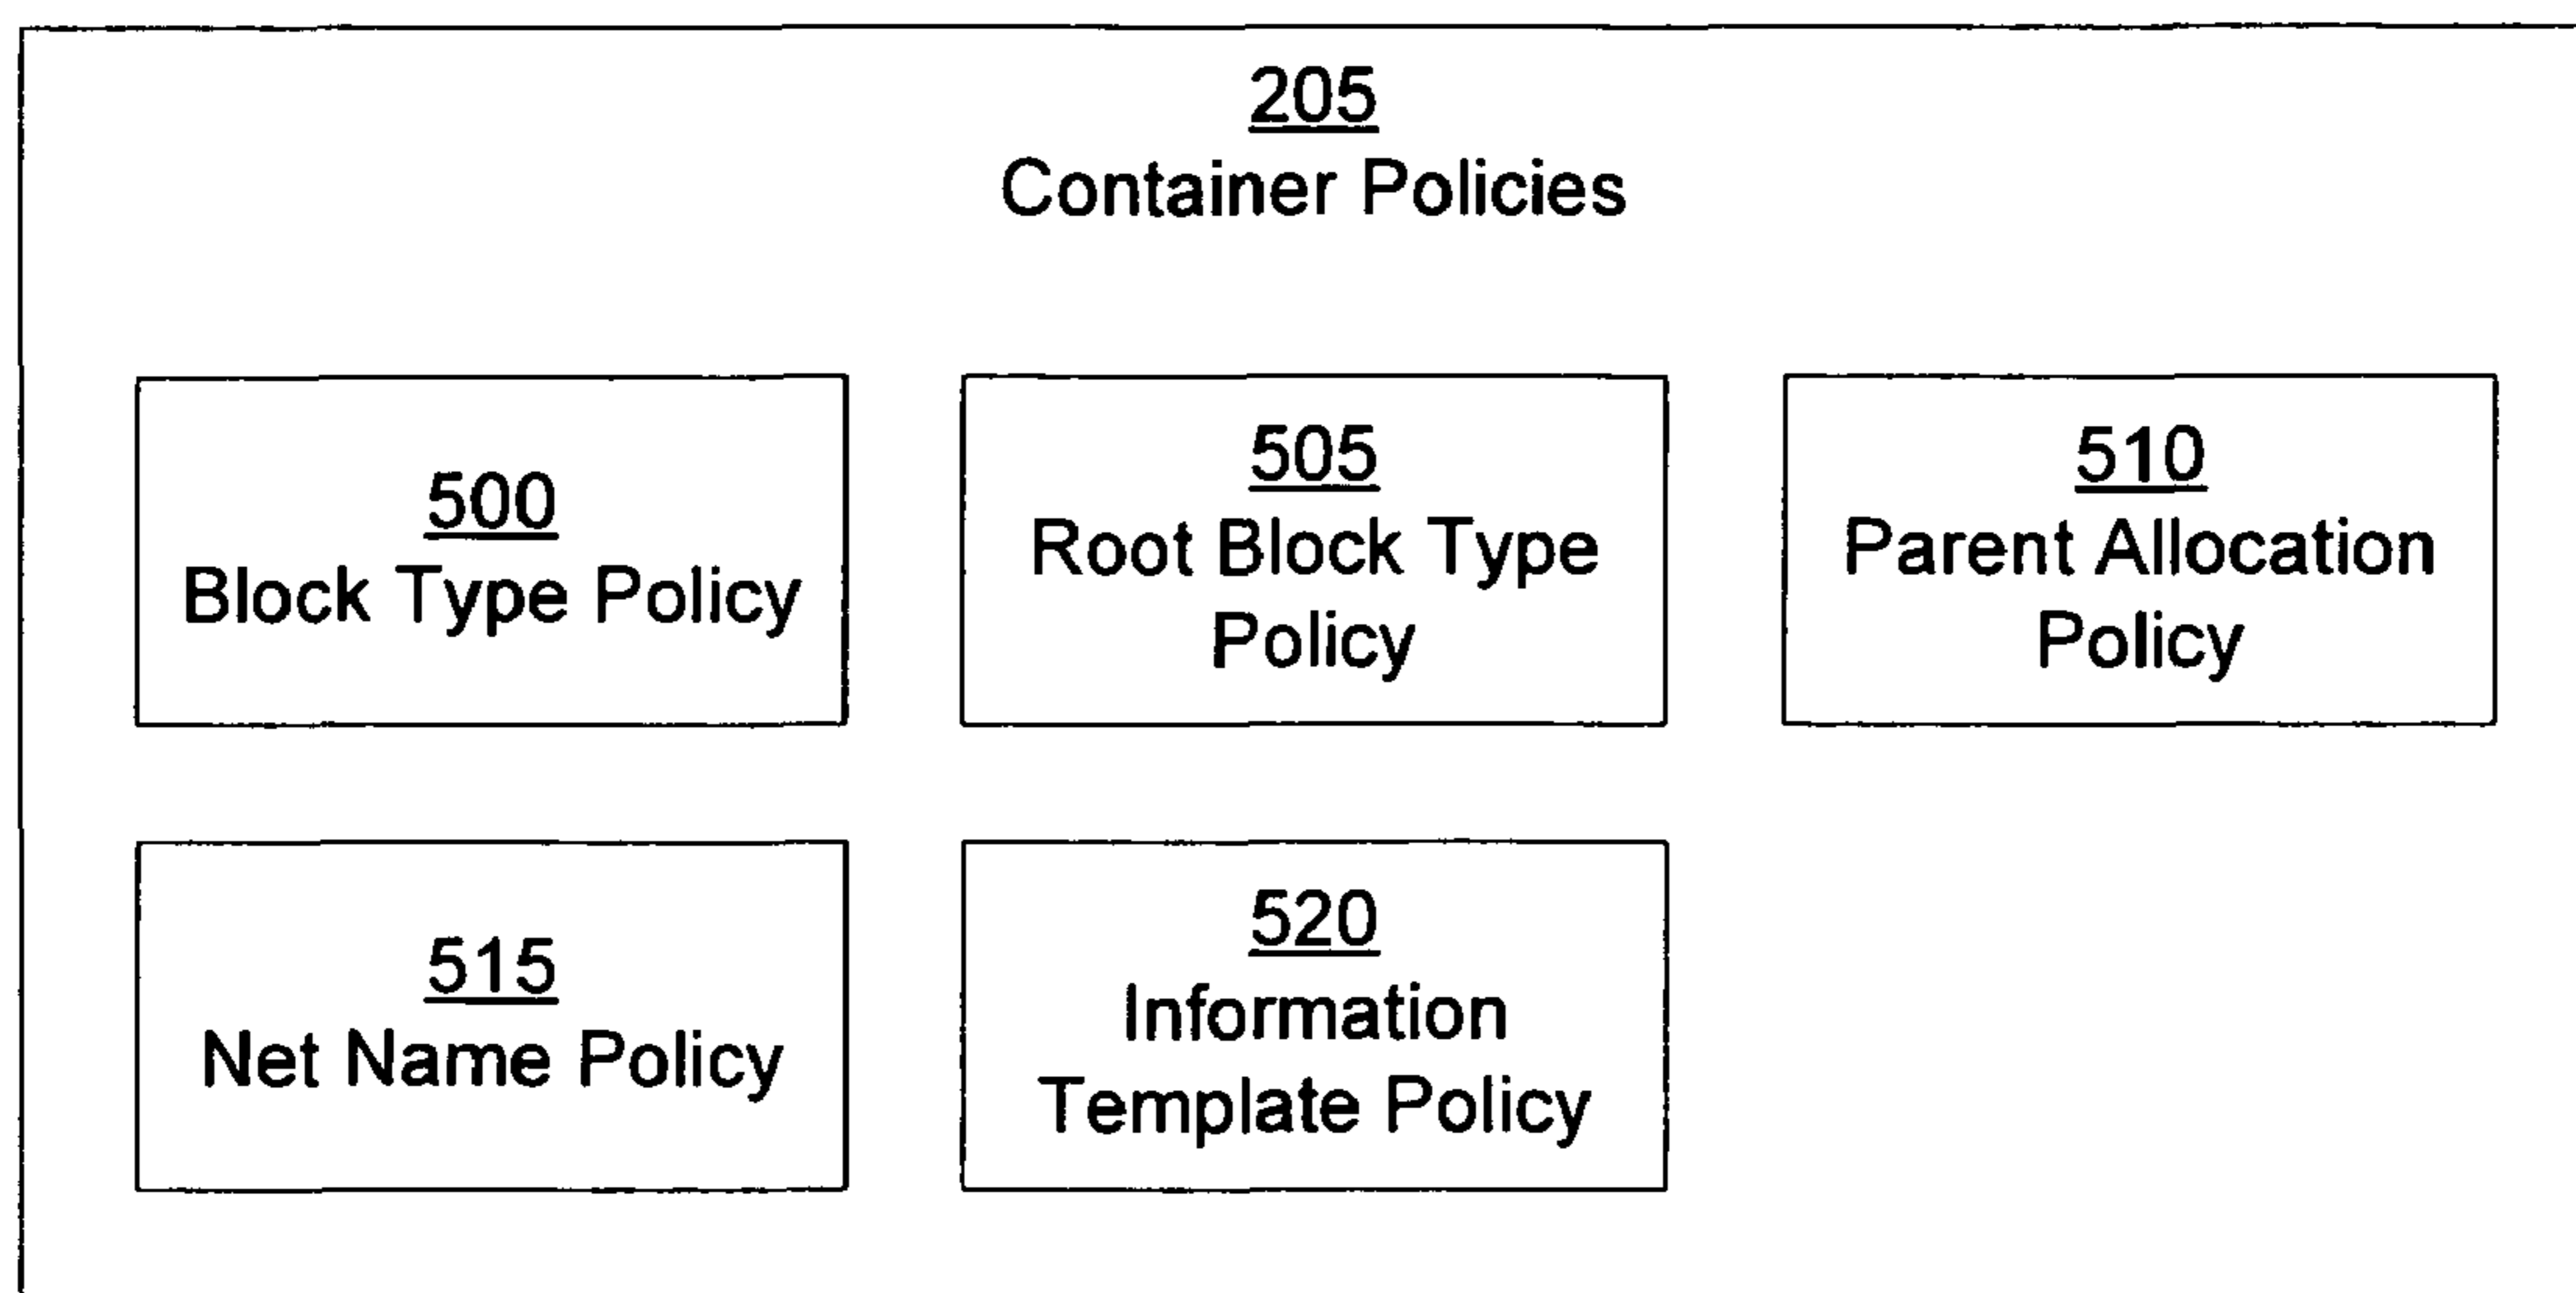 205
Container Policies
500
Block Type Policy
505
Root Block Type
Policy
510
Parent Allocation
Policy
515
Net Name Policy
520
Information
Template Policy